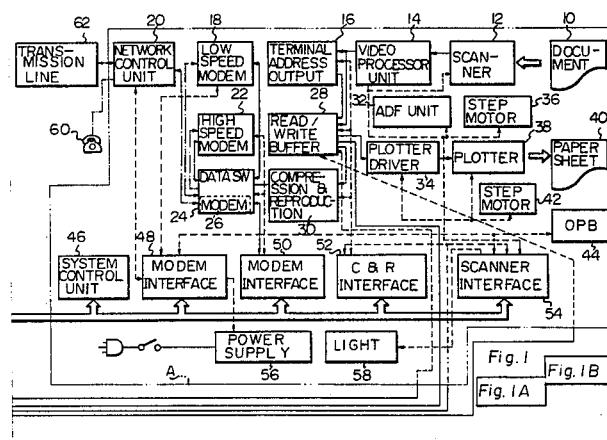 62
20
18
16
14
12
10
TRANS-
MISSION
LINE
NETWORK
CONTROL
UNIT
LOW
SPEED
MODEM
TERMINAL
ADDRESS
OUTPUT
VIDEO
PROCESSOR
UNIT
SCAN-
NER
DOCU-
MENT
60
22
28
32
36
38
40
HIGH
SPEED
MODEM
READ/
WRITE
BUFFER
ADF UNIT
STEP
MOTOR
PLOTTER
DRIVER
PLOTTER
PAPER
SHEET
34
DATA SW
MODEM
24
26
COMPRE-
SSION &
REPRODUC-
TION
30
STEP
MOTOR
42
OPB
44
46
48
50
52
SYSTEM
CONTROL
UNIT
MODEM
INTERFACE
MODEM
INTERFACE
C & R
INTERFACE
SCANNER
INTERFACE
54
POWER
SUPPLY
56
LIGHT
58
A
Fig. 1
Fig. 1A
Fig. 1B